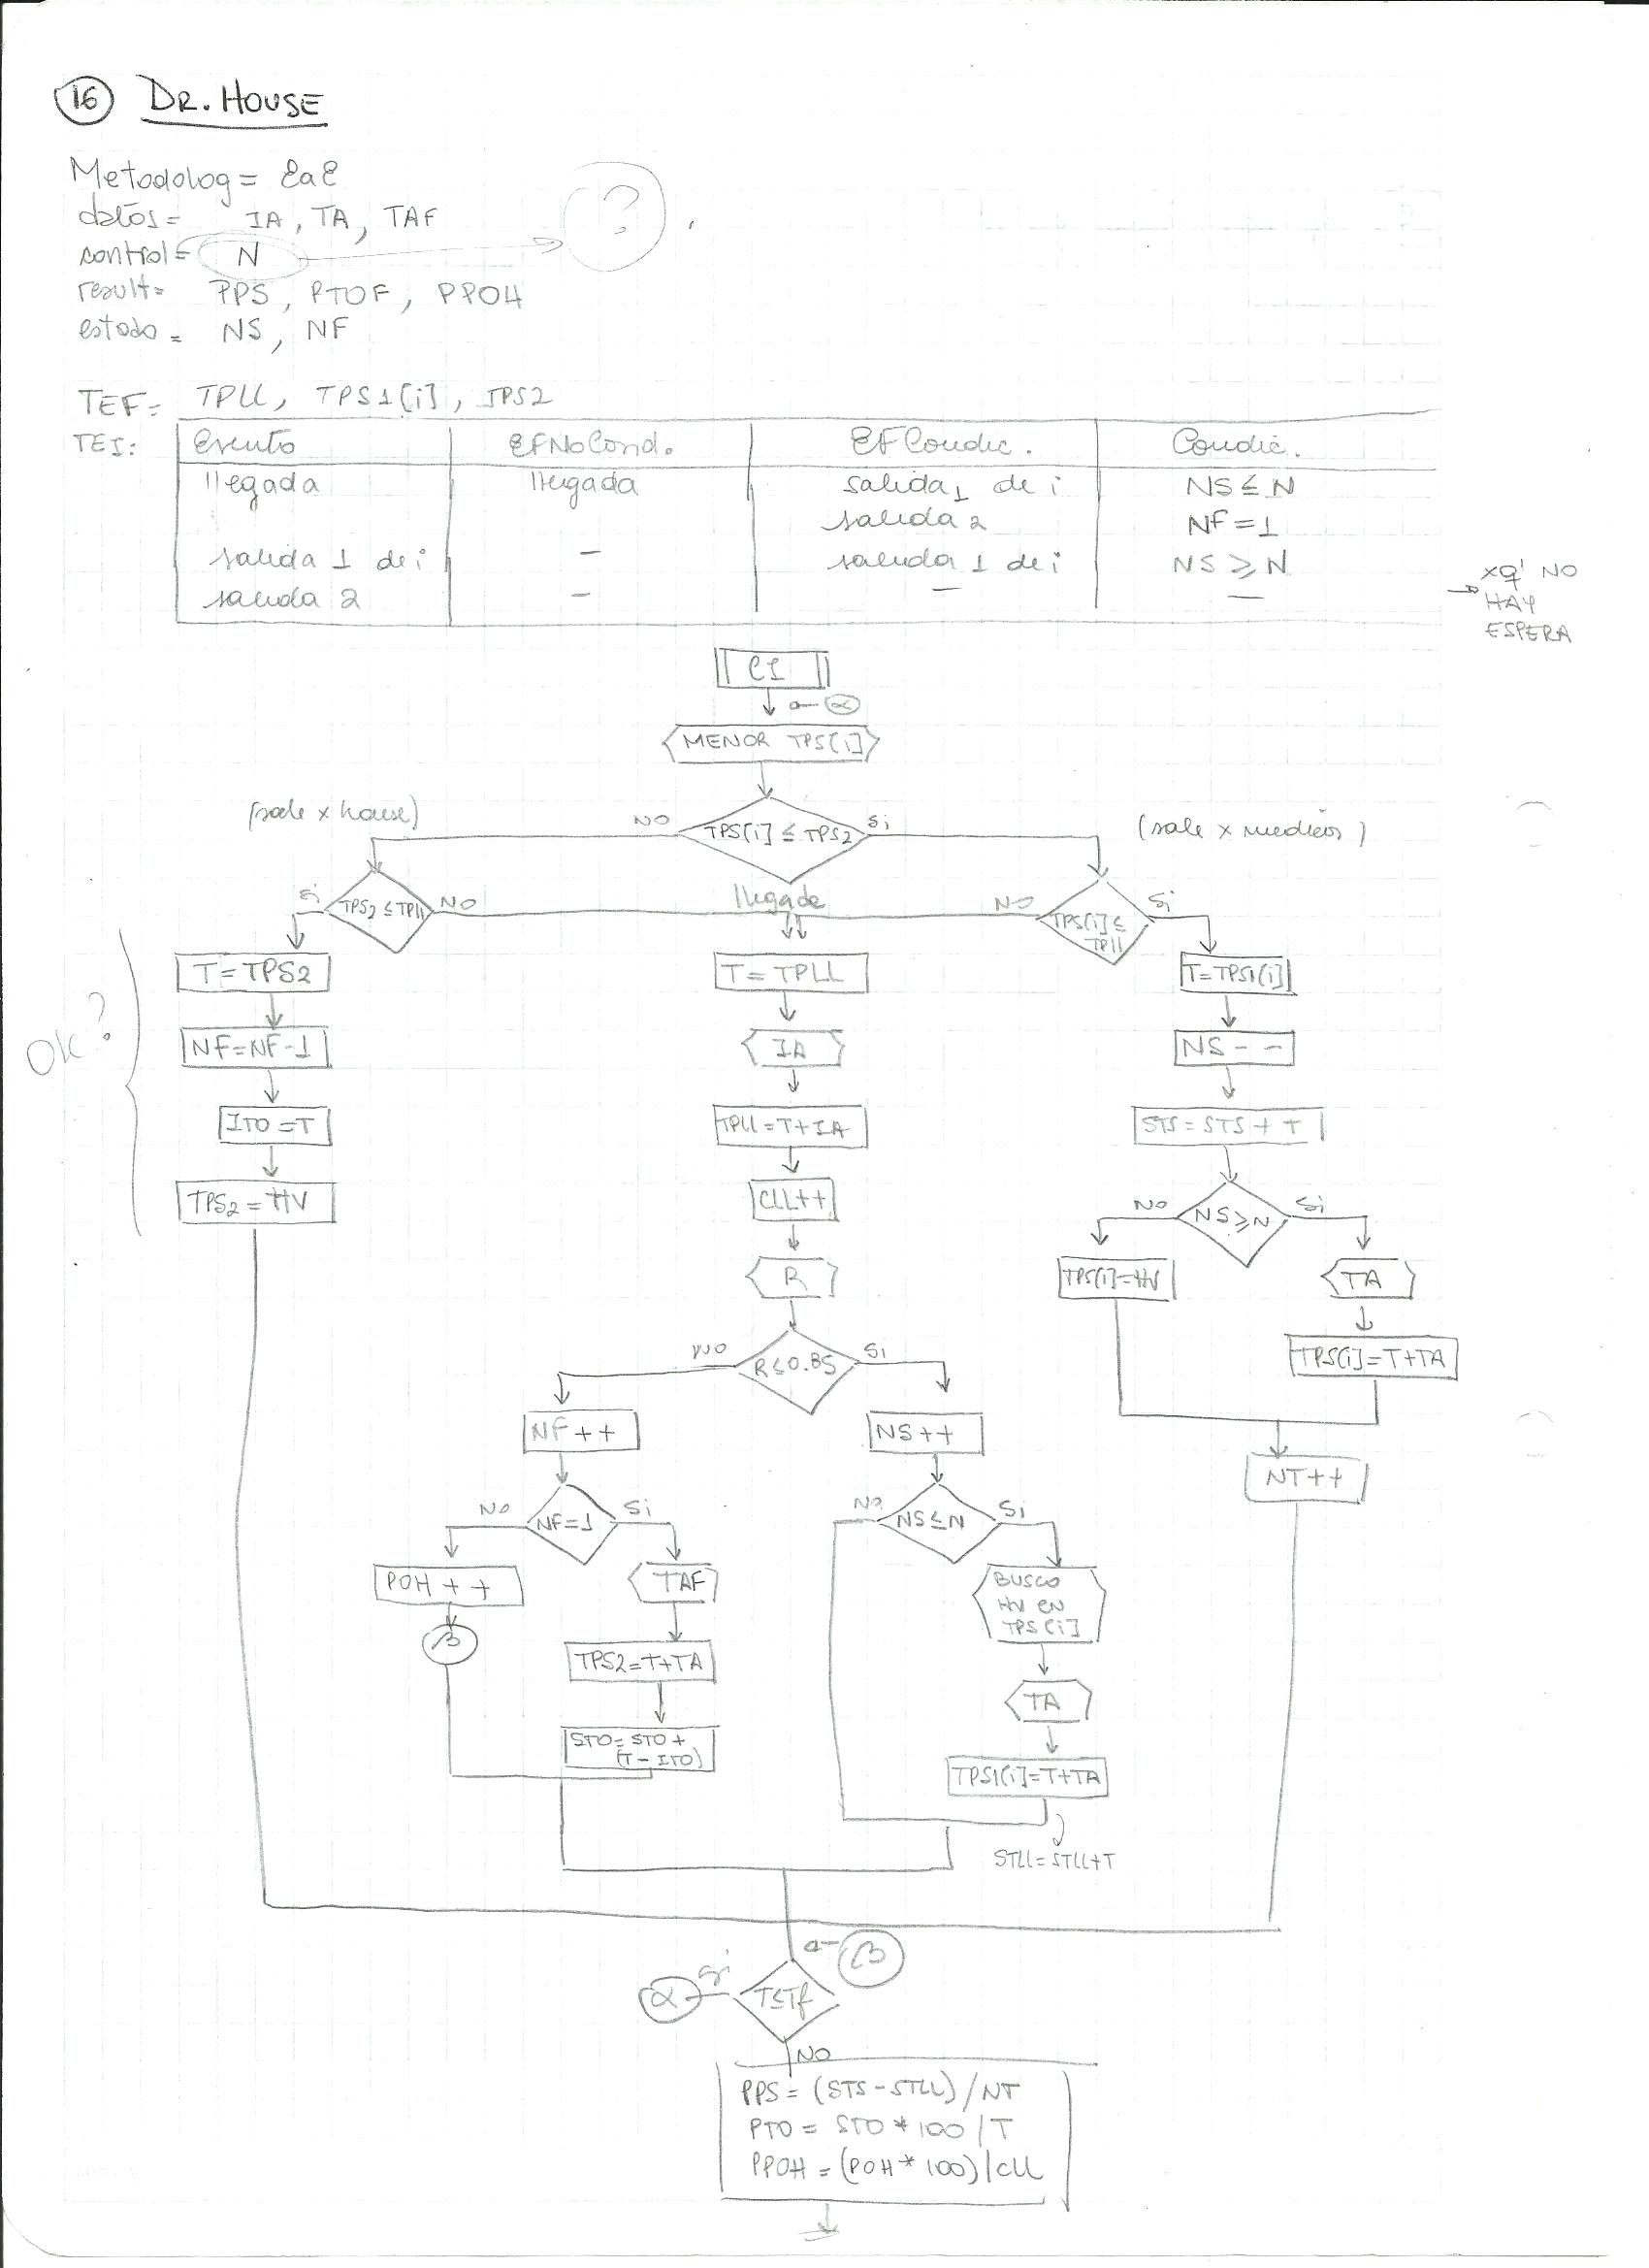 16 DR. HOUSE
Metodolog= EaE
datos= IA, TA, TAF
control= N ?
result= PPS, PTOF, PPOH
estado= NS, NF
TEF= TPLL, TPS1[i], TPS2
TEI:
Evento EFNoCond. EFCondic. Condic.
llegada llegada salida 1 de i NS ≤ N
salida 2 NF=1
salida 1 de i — salida 1 de i NS ≥ N
salida 2 — — —
xq' NO
HAY
ESPERA
CI
α
MENOR TPS[i]
(sale x house) NO TPS[i] ≤ TPS2 Si (sale x medicos)
Si TPS2 ≤ TPll NO llegada NO TPS[i] ≤ TPll Si
OK?
T=TPS2 T=TPLL T=TPS1[i]
NF=NF-1 IA NS--
ITO=T TPLL=T+IA STS=STS+T
TPS2=HV CLL++ NO NS≥N Si
R TPS[i]=HV TA
NO R≤0.85 Si TPS[i]=T+TA
NF++ NS++ NT++
NO NF=1 Si NO NS≤N Si
POH++ TAF BUSCO
HV EN
TPS[i]
β TPS2=T+TA TA
STO=STO+
(T-ITO) TPS1[i]=T+TA
STLL=STLL+T
β
α Si T≤Tf
NO
PPS=(STS-STLL)/NT
PTO=STO*100/T
PPOH=(POH*100)/CLL